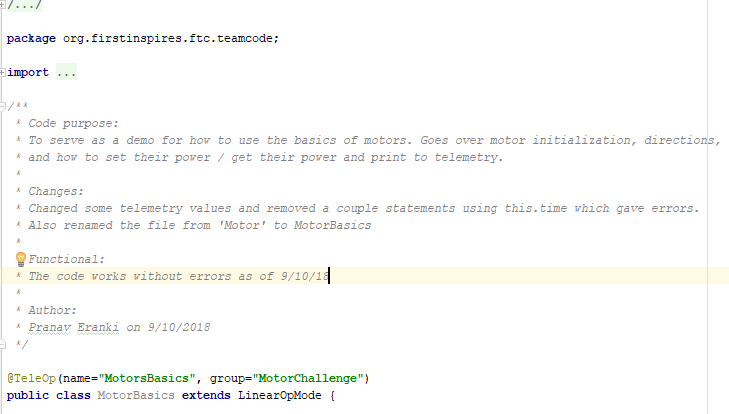 /.../
package org.firstinspires.ftc.teamcode;
import ...
/**
* Code purpose:
* To serve as a demo for how to use the basics of motors. Goes over motor initialization, directions,
* and how to set their power / get their power and print to telemetry.
*
* Changes:
* Changed some telemetry values and removed a couple statements using this.time which gave errors.
* Also renamed the file from 'Motor' to MotorBasics
*
Functional:
* The code works without errors as of 9/10/18
*
* Author:
* Pranav Eranki on 9/10/2018
*/
@TeleOp(name="MotorsBasics", group="MotorChallenge")
public class MotorBasics extends LinearOpMode {